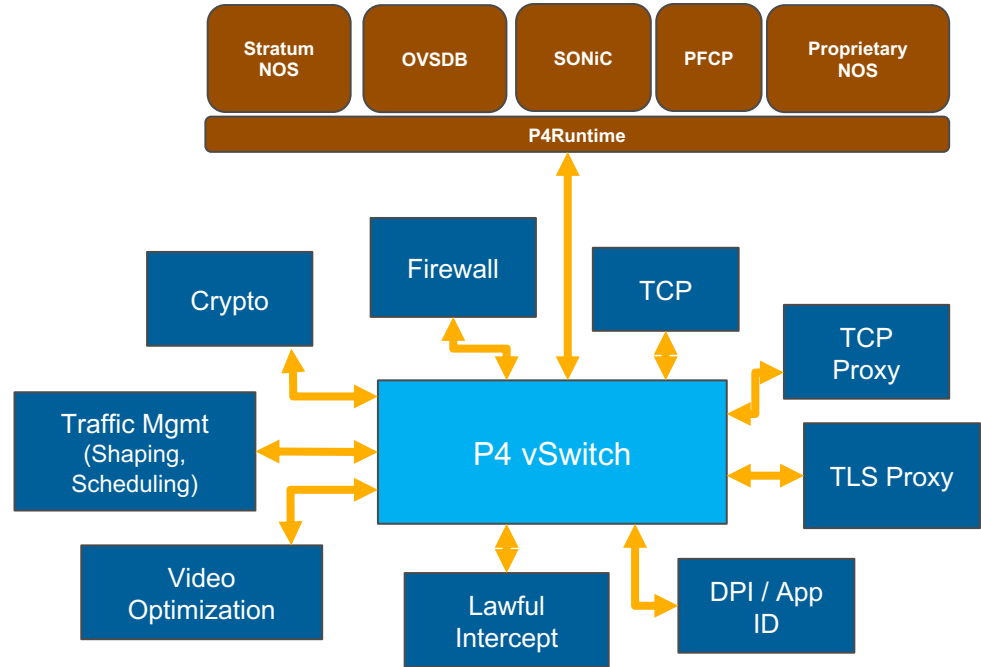 Stratum
NOS
OVSDB
SONiC
PFCP
Proprietary
NOS
P4Runtime
Crypto
Firewall
TCP
TCP
Proxy
Traffic Mgmt
(Shaping,
Scheduling)
P4 vSwitch
TLS Proxy
Video
Optimization
Lawful
Intercept
DPI / App
ID